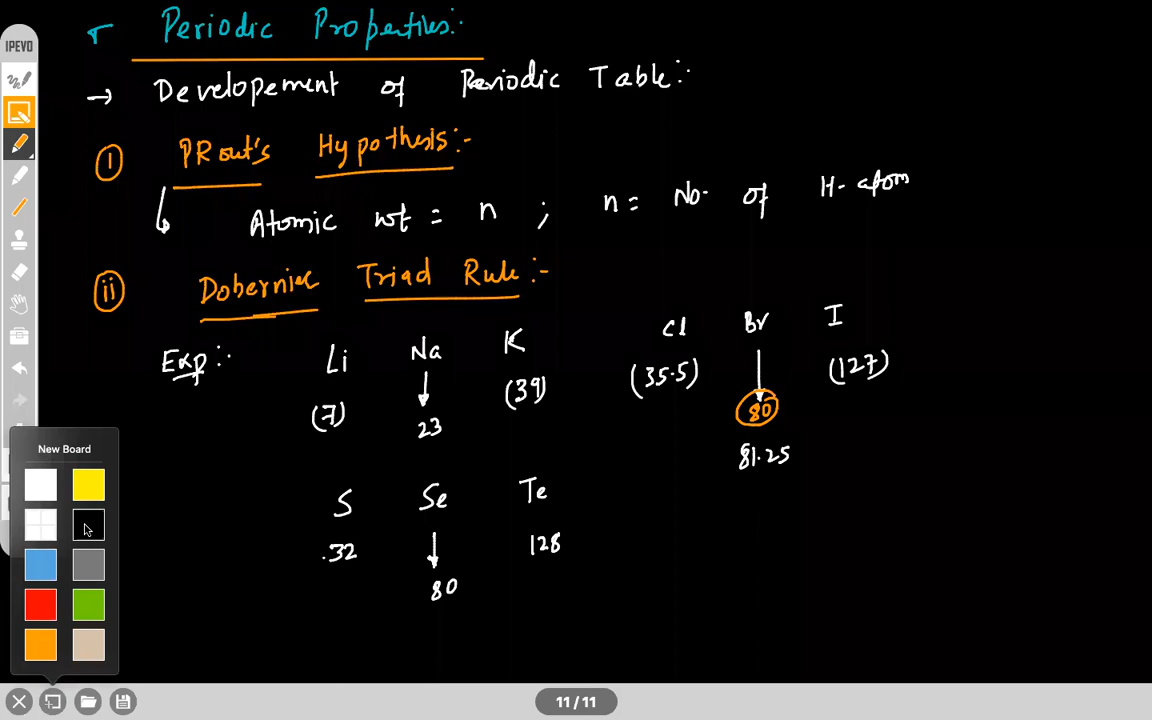 IPEVO
Periodic Properties:-
→ Developement of Periodic Table:-
(i) PRout's Hypothesis:-
Atomic wt = n ; n = No. of H-atom
(ii) Doberniec Triad Rule:-
Exp:- Li Na K Cl Br I
(7) 23 (39) (35.5) 80 (127)
81.25
S Se Te
32 80 128
New Board
11/11